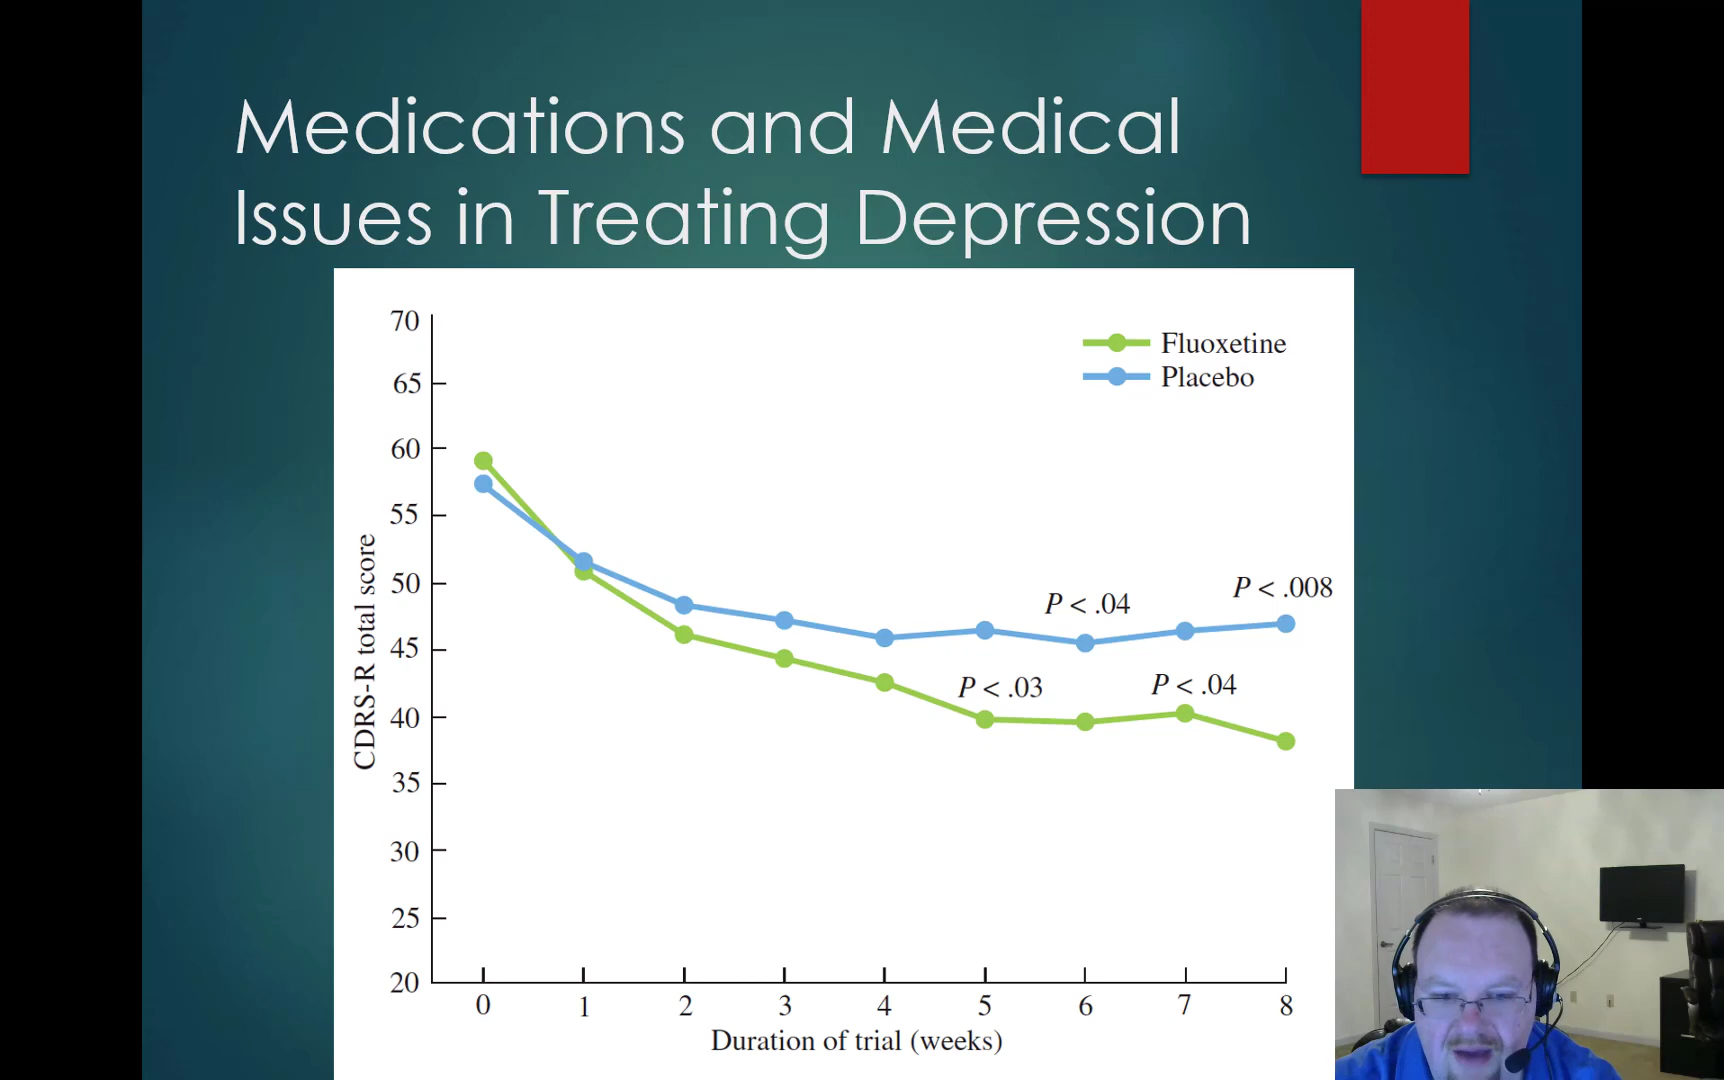 Medications and Medical
Issues in Treating Depression
70
65
60
55
50
45
40
35
30
25
20
CDRS-R total score
Fluoxetine
Placebo
P < .008
P < .04
P < .03
P < .04
0 1 2 3 4 5 6 7 8
Duration of trial (weeks)